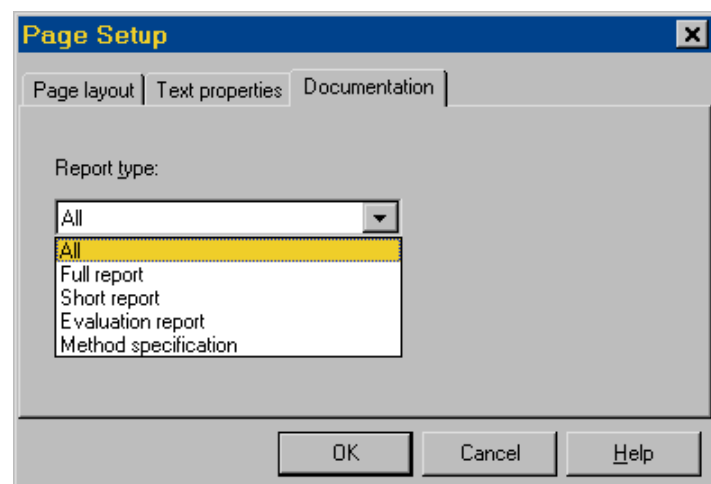 Page Setup
Page layout Text properties Documentation
Report type:
All
All
Full report
Short report
Evaluation report
Method specification
OK Cancel Help